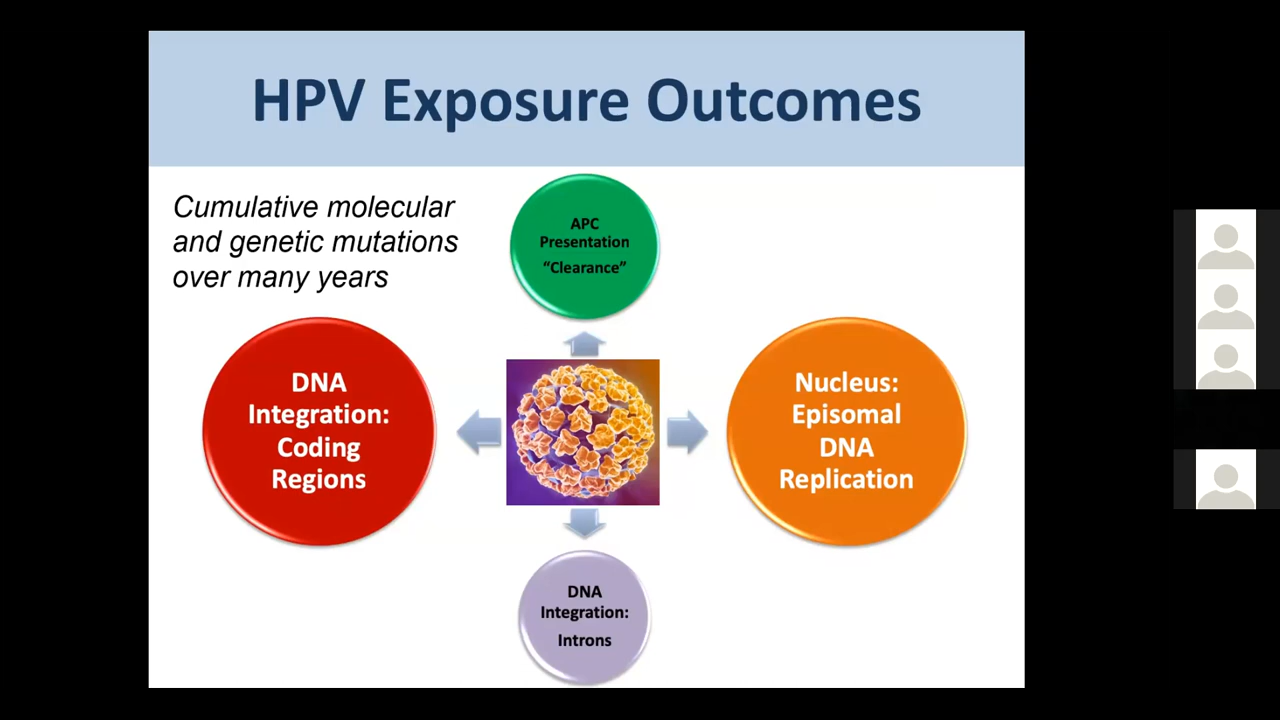 HPV Exposure Outcomes
Cumulative molecular
and genetic mutations
over many years
APC
Presentation
“Clearance”
DNA
Integration:
Coding
Regions
Nucleus:
Episomal
DNA
Replication
DNA
Integration:
Introns